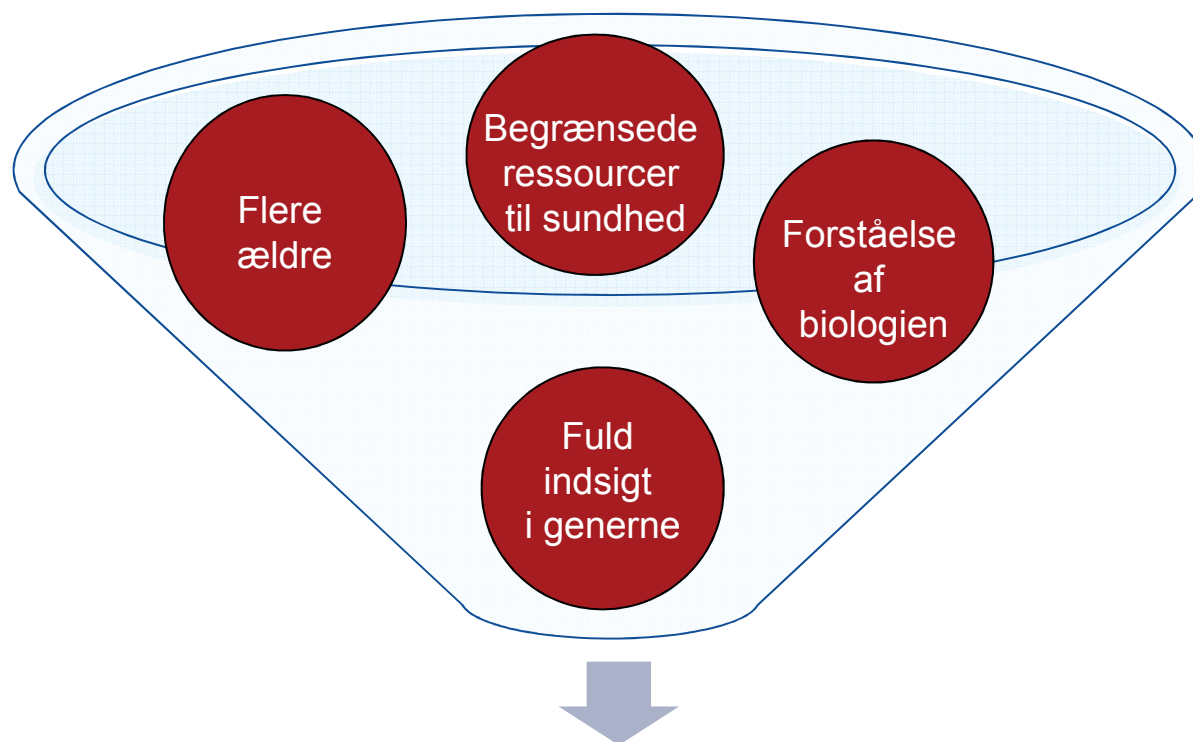 Flere
ældre
Begrænsede
ressourcer
til sundhed
Forståelse
af
biologien
Fuld
indsigt
i generne